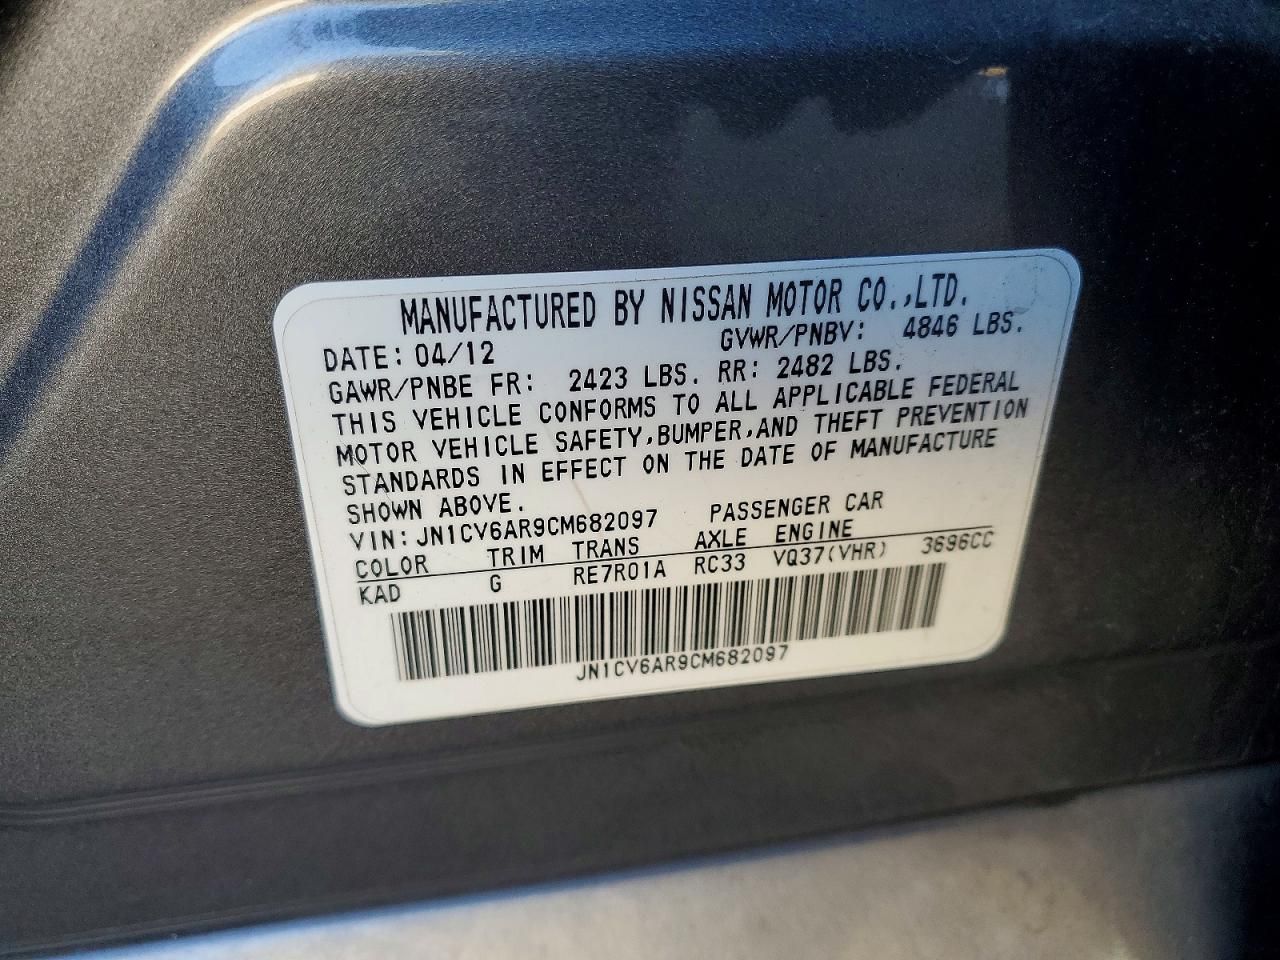 MANUFACTURED BY NISSAN MOTOR CO.,LTD.
DATE: 04/12 GVWR/PNBV: 4846 LBS.
GAWR/PNBE FR: 2423 LBS. RR: 2482 LBS.
THIS VEHICLE CONFORMS TO ALL APPLICABLE FEDERAL
MOTOR VEHICLE SAFETY,BUMPER,AND THEFT PREVENTION
STANDARDS IN EFFECT ON THE DATE OF MANUFACTURE
SHOWN ABOVE.
VIN: JN1CV6AR9CM682097 PASSENGER CAR
COLOR TRIM TRANS AXLE ENGINE
KAD G RE7R01A RC33 VQ37(VHR) 3696CC
JN1CV6AR9CM682097